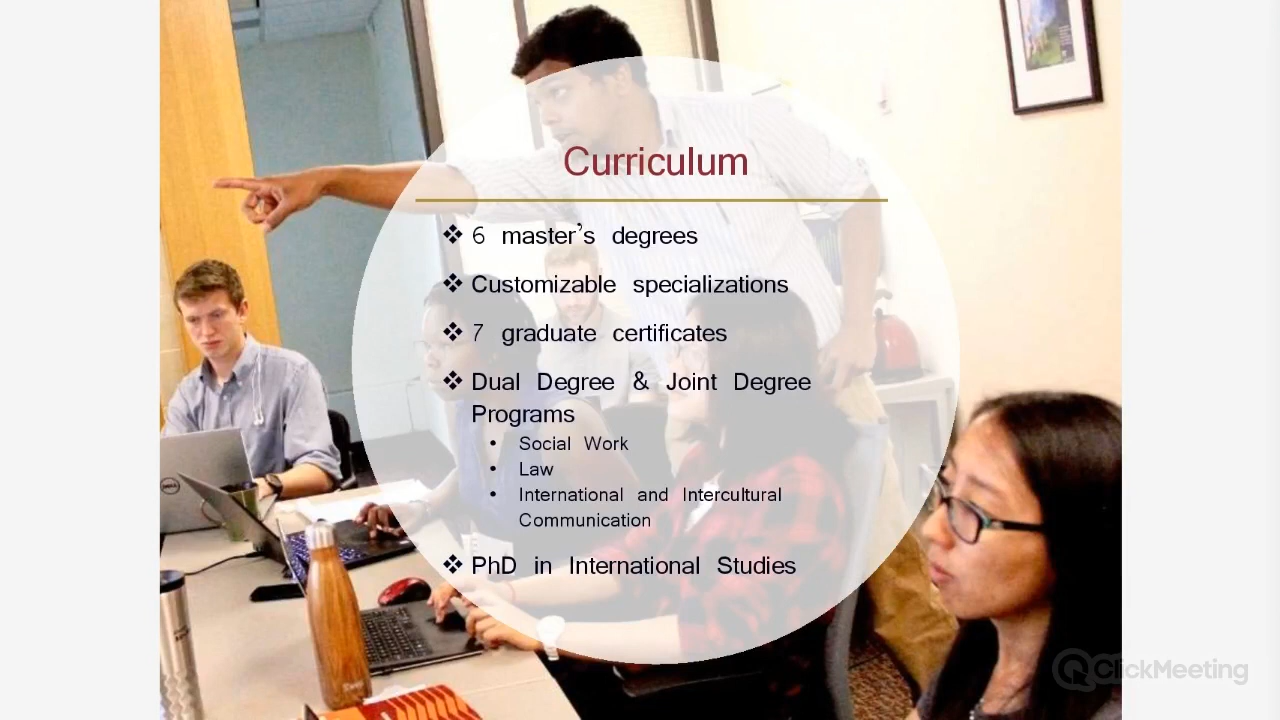 Curriculum
❖ 6 master's degrees
❖ Customizable specializations
❖ 7 graduate certificates
❖ Dual Degree & Joint Degree
Programs
• Social Work
• Law
• International and Intercultural
Communication
❖ PhD in International Studies
DELL
ClickMeeting